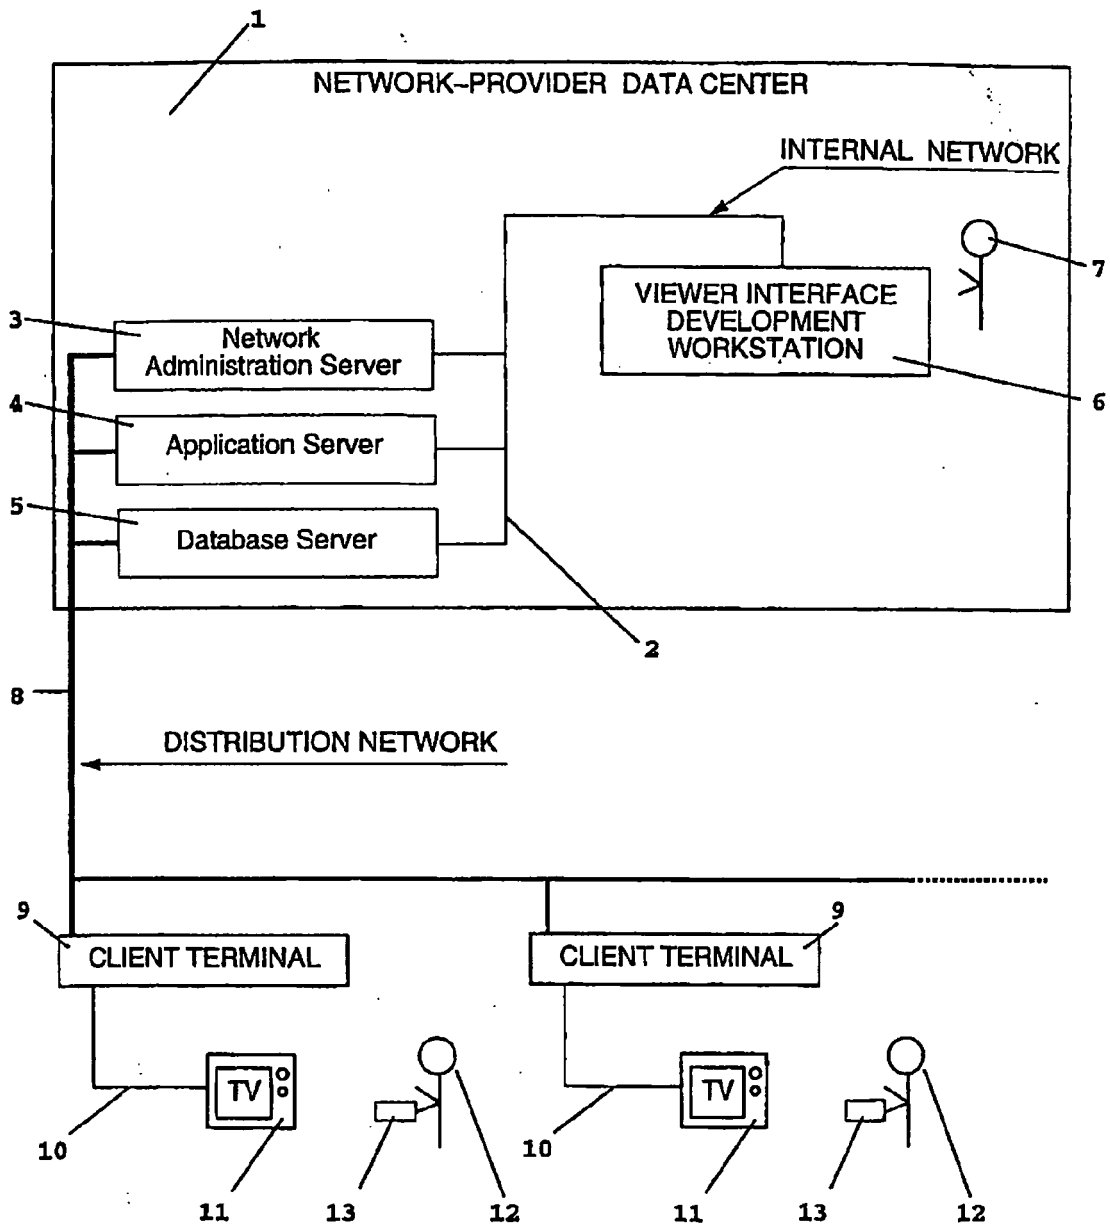 1
NETWORK-PROVIDER DATA CENTER
INTERNAL NETWORK
7
VIEWER INTERFACE
DEVELOPMENT
WORKSTATION
6
3
Network
Administration Server
4
Application Server
5
Database Server
2
8
DISTRIBUTION NETWORK
9
CLIENT TERMINAL
9
CLIENT TERMINAL
TV
TV
10
11
13
12
10
11
13
12